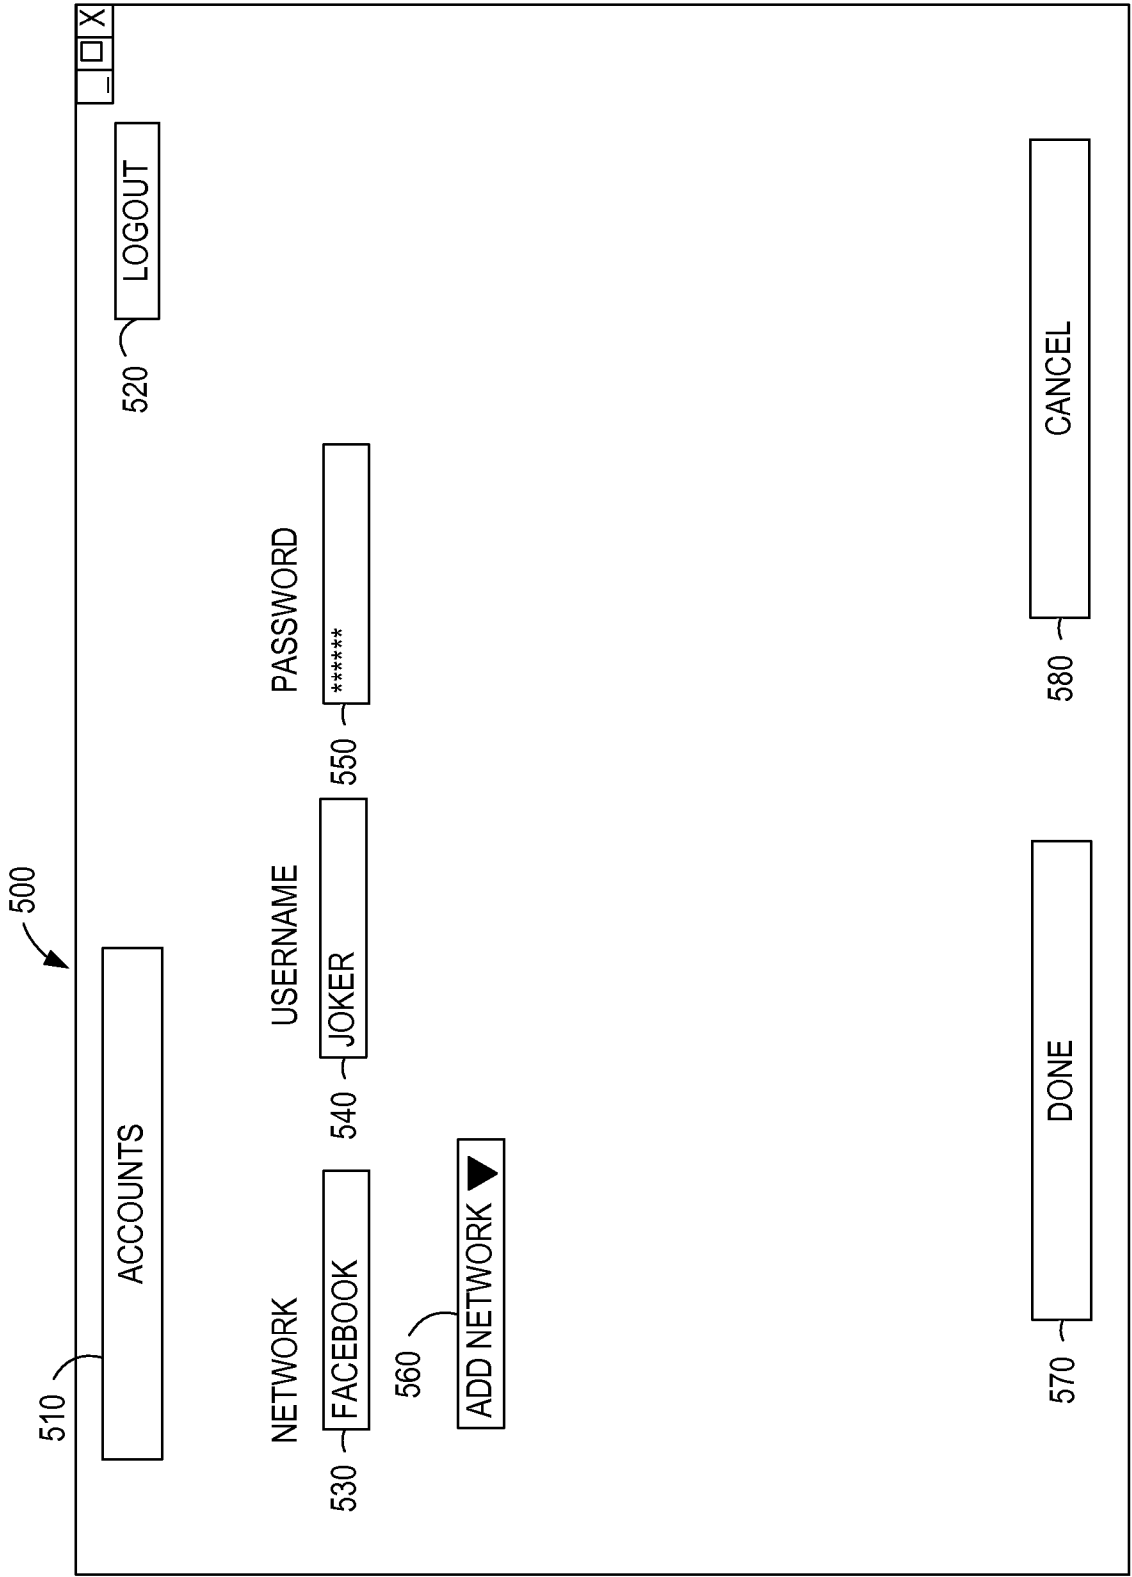 500
510
ACCOUNTS
_ □ X
520
LOGOUT
NETWORK
USERNAME
PASSWORD
530
FACEBOOK
540
JOKER
550
******
560
ADD NETWORK ▼
570
DONE
580
CANCEL